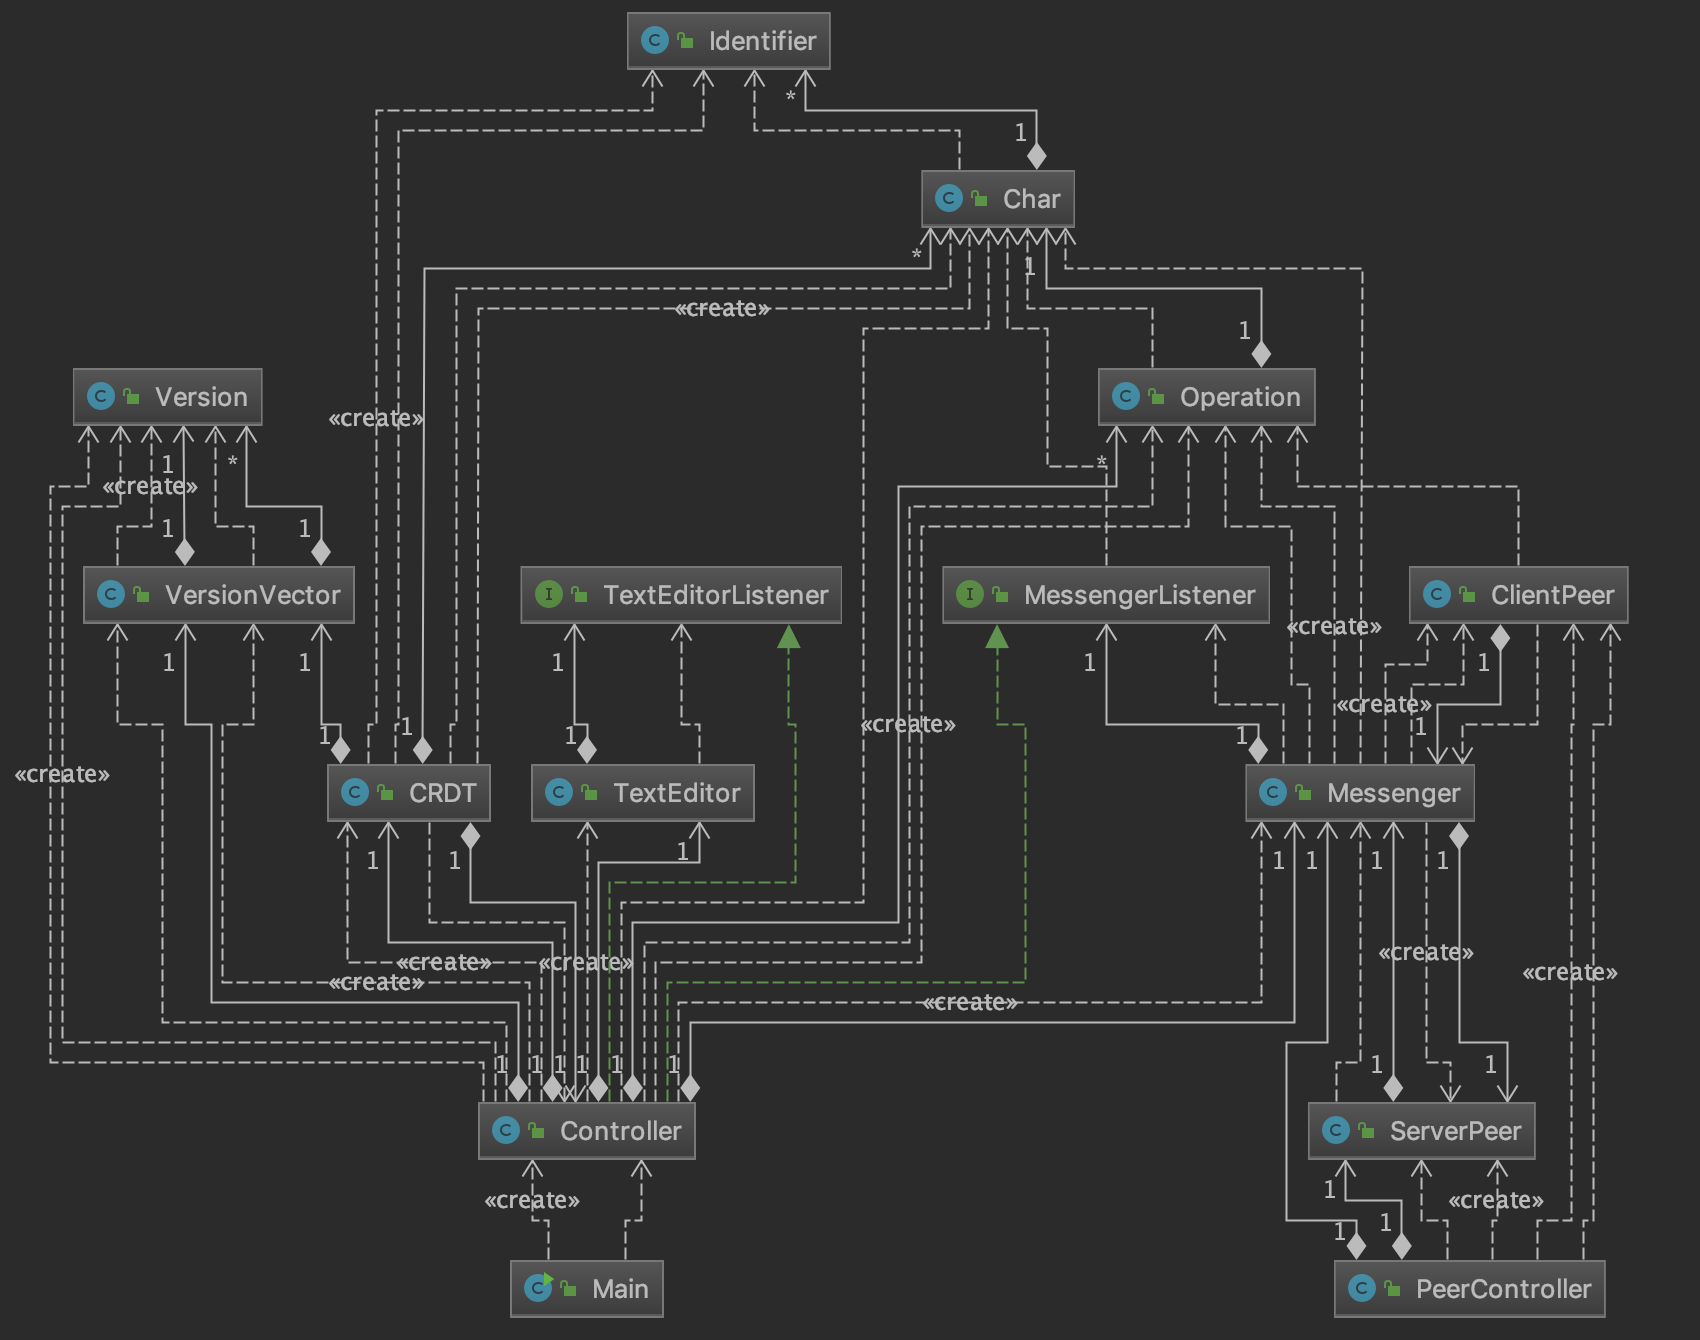 Identifier
*
1
Char
*
1
«create»
1
Version
«create»
Operation
1
*
*
«create»
1
1
VersionVector
TextEditorListener
MessengerListener
ClientPeer
«create»
1
1
1
1
1
«create»
1
1
1
«create»
1
1
«create»
CRDT
TextEditor
Messenger
1
1
1
1
1
1
1
«create»
«create»
«create»
«create»
«create»
«create»
1
1
1
1
1
1
1
1
Controller
ServerPeer
1
«create»
«create»
1
1
Main
PeerController